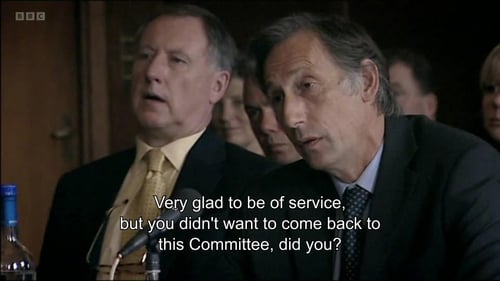 BBC
Very glad to be of service,
but you didn't want to come back to
this Committee, did you?